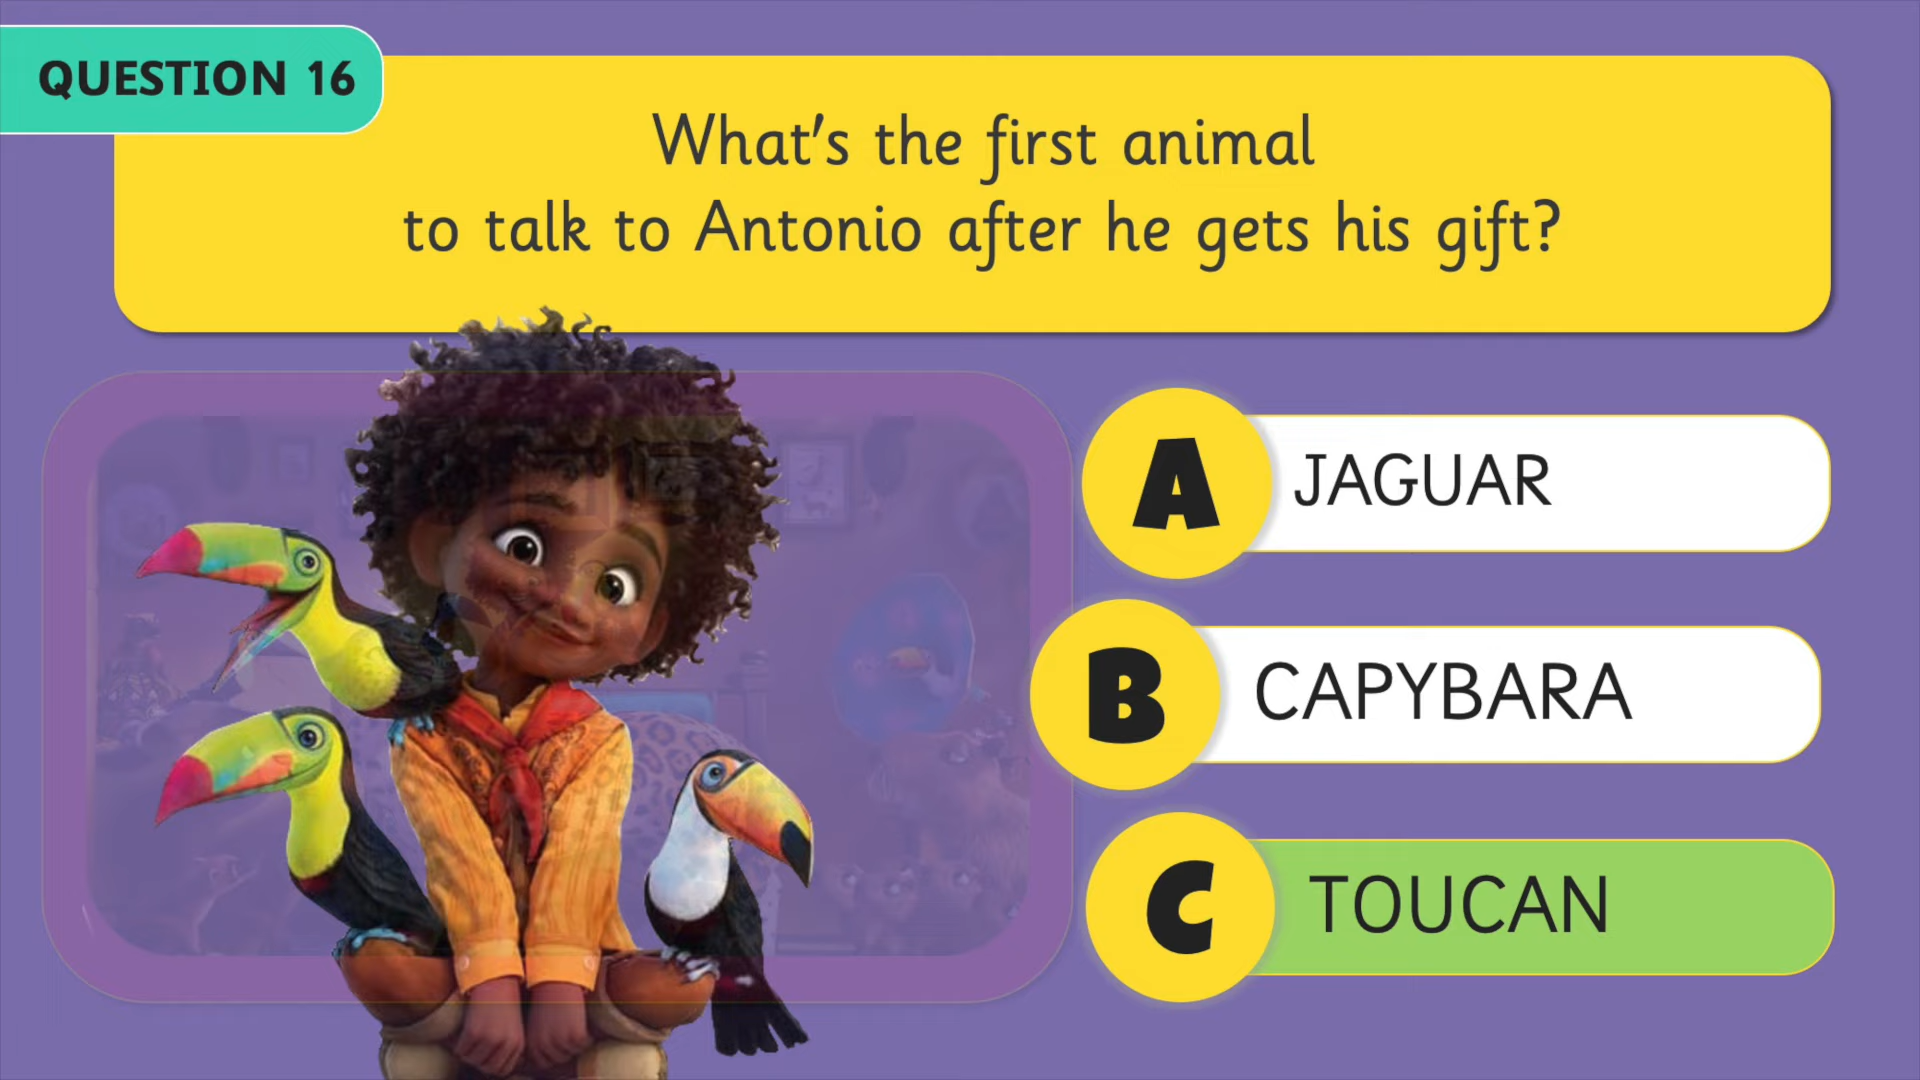 QUESTION 16
What's the first animal
to talk to Antonio after he gets his gift?
A JAGUAR
B CAPYBARA
C TOUCAN